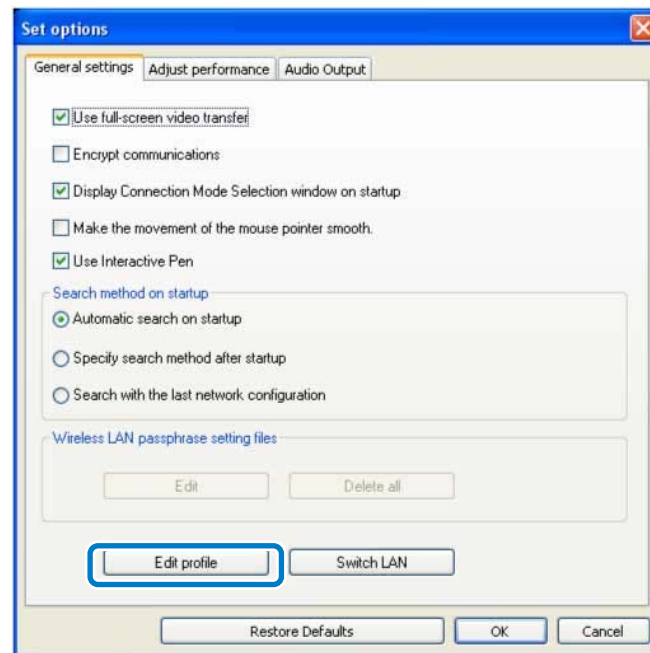 Set options
General settings Adjust performance Audio Output
Use full-screen video transfer
Encrypt communications
Display Connection Mode Selection window on startup
Make the movement of the mouse pointer smooth.
Use Interactive Pen
Search method on startup
Automatic search on startup
Specify search method after startup
Search with the last network configuration
Wireless LAN passphrase setting files
Edit Delete all
Edit profile Switch LAN
Restore Defaults OK Cancel